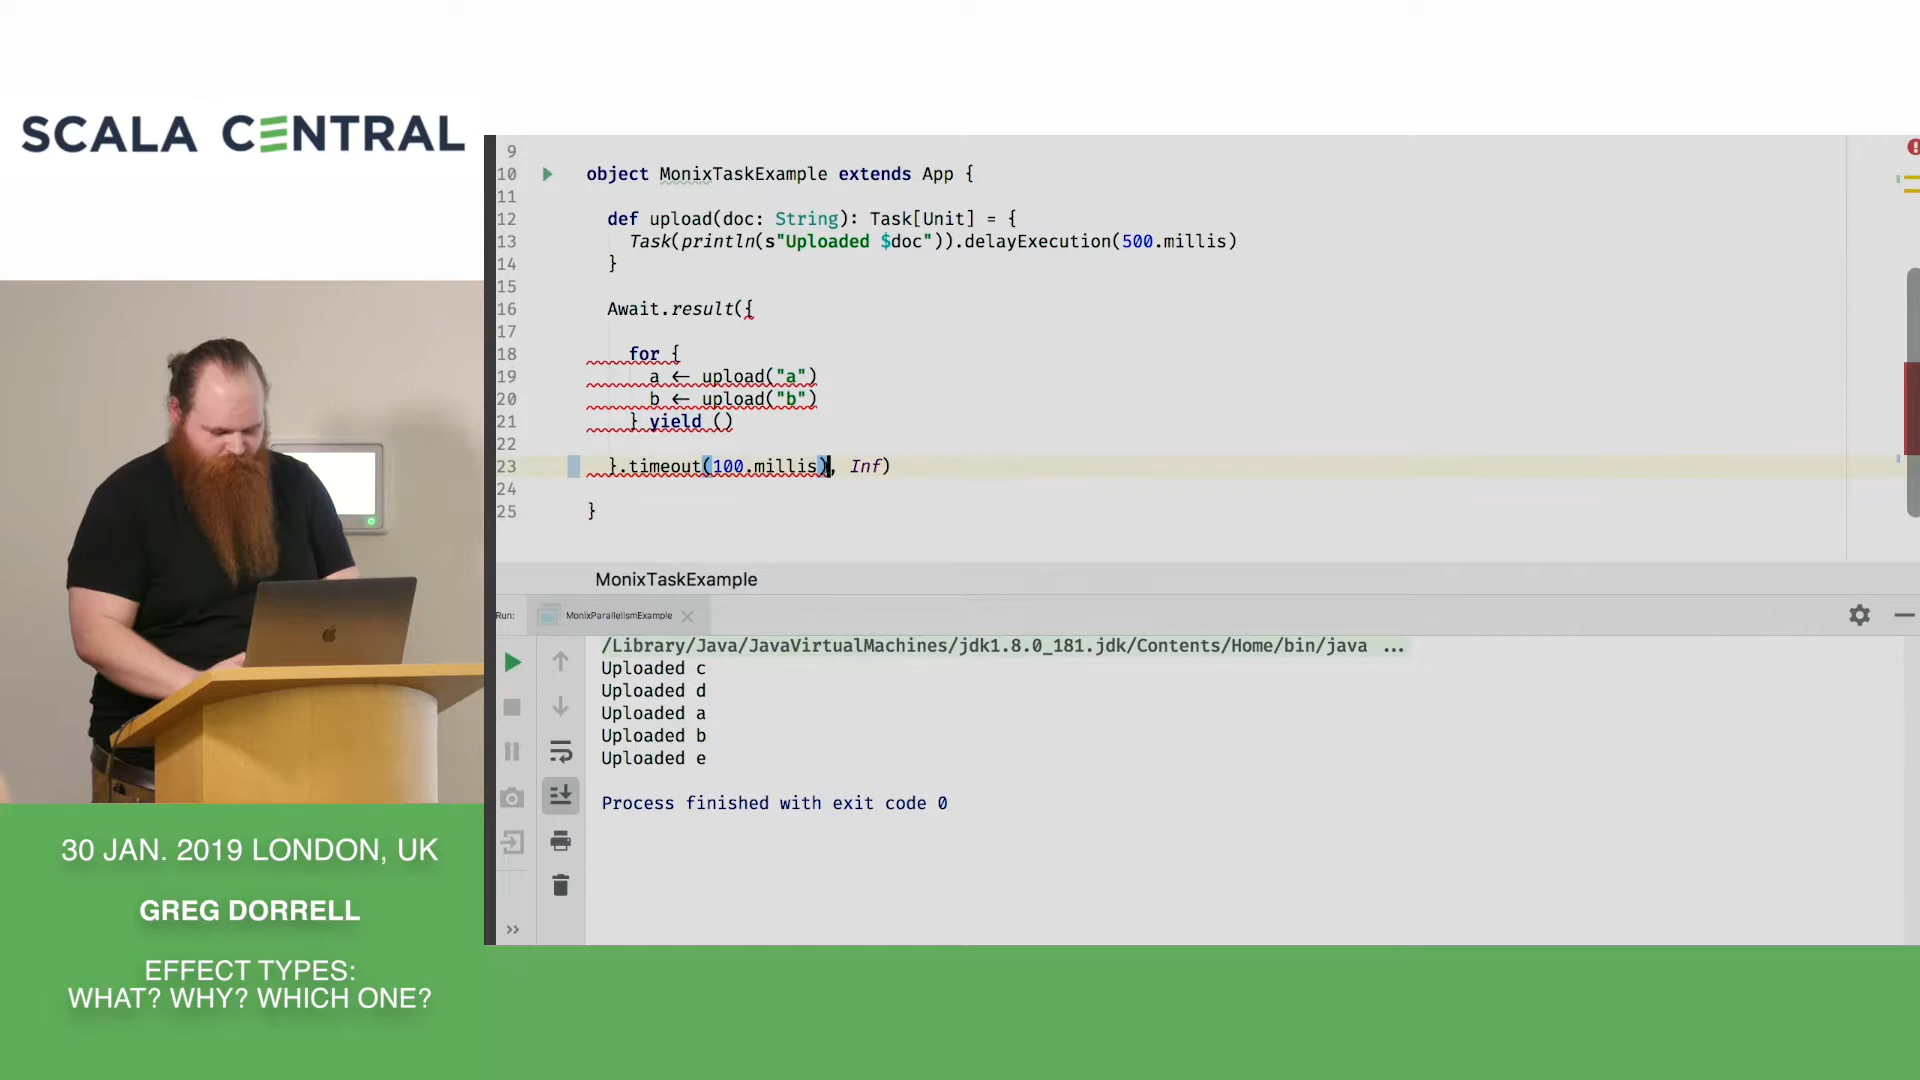 SCALA CENTRAL
9
10 object MonixTaskExample extends App {
11
12 def upload(doc: String): Task[Unit] = {
13 Task(println(s"Uploaded $doc")).delayExecution(500.millis)
14 }
15
16 Await.result({
17
18 for {
19 a ← upload("a")
20 b ← upload("b")
21 } yield ()
22
23 }.timeout(100.millis), Inf)
24
25 }
MonixTaskExample
Run: MonixParallelismExample
/Library/Java/JavaVirtualMachines/jdk1.8.0_181.jdk/Contents/Home/bin/java ...
Uploaded c
Uploaded d
Uploaded a
Uploaded b
Uploaded e
Process finished with exit code 0
30 JAN. 2019 LONDON, UK
GREG DORRELL
EFFECT TYPES:
WHAT? WHY? WHICH ONE?